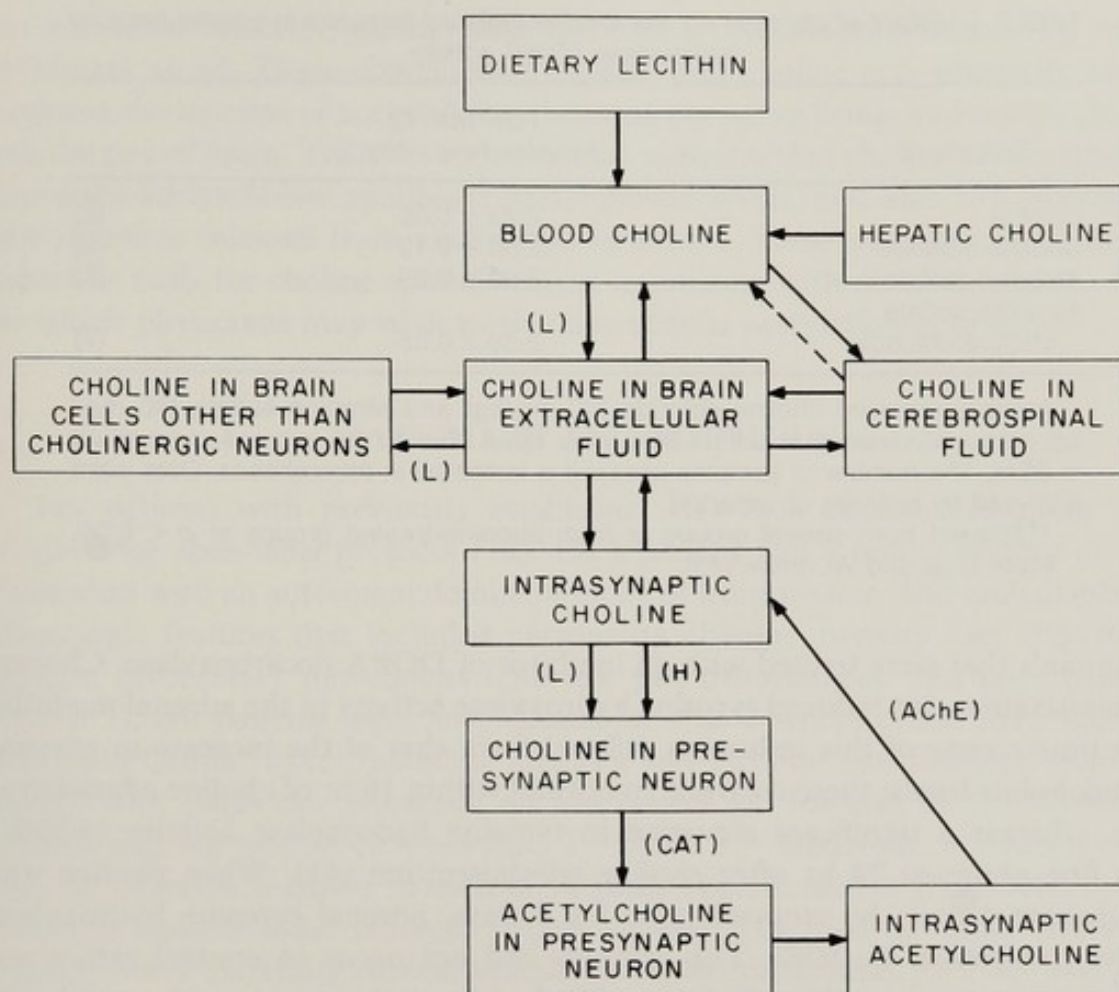 DIETARY LECITHIN
BLOOD CHOLINE
HEPATIC CHOLINE
(L)
CHOLINE IN BRAIN
CELLS OTHER THAN
CHOLINERGIC NEURONS
CHOLINE IN BRAIN
EXTRACELLULAR
FLUID
CHOLINE IN
CEREBROSPINAL
FLUID
(L)
INTRASYNAPTIC
CHOLINE
(L)
(H)
(AChE)
CHOLINE IN PRE-
SYNAPTIC NEURON
(CAT)
ACETYLCHOLINE
IN PRESYNAPTIC
NEURON
INTRASYNAPTIC
ACETYLCHOLINE